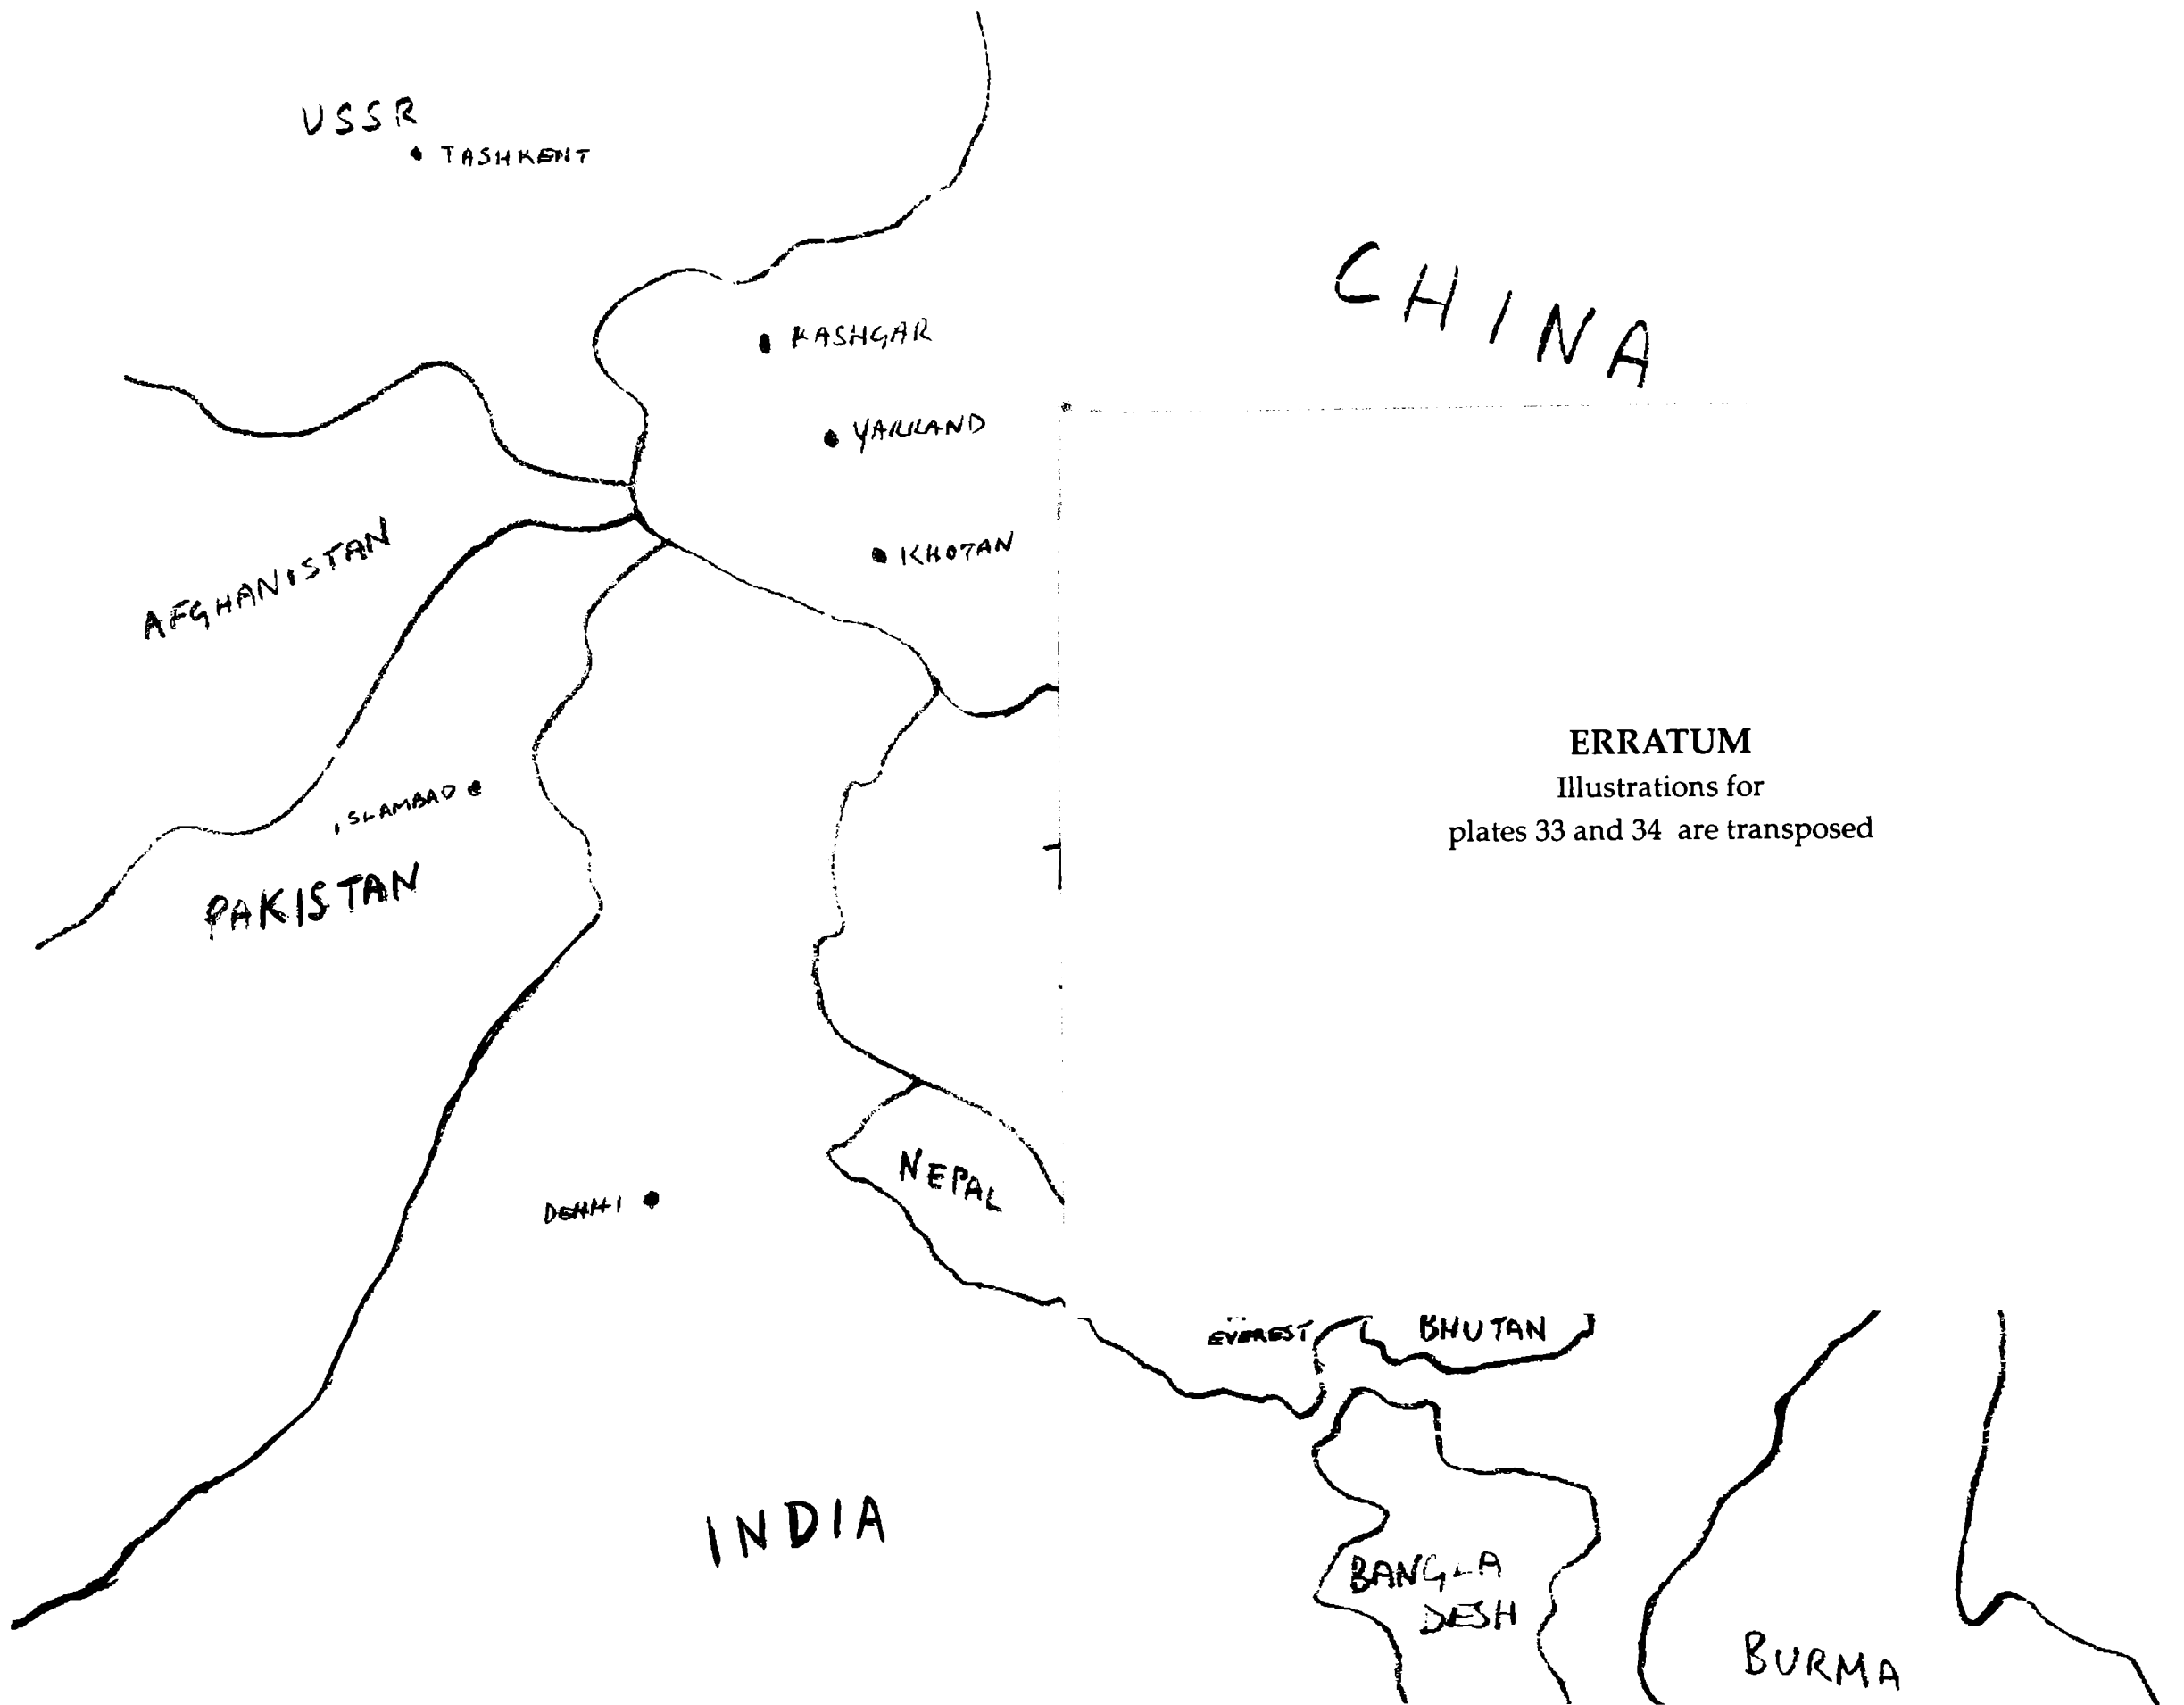 USSR
TASHKENT
CHINA
KASHGAR
YARKAND
KHOTAN
AFGHANISTAN
ISLAMBAD
PAKISTAN
ERRATUM
Illustrations for
plates 33 and 34 are transposed
NEPAL
EVEREST
BHUTAN
INDIA
BANGLA
DESH
BURMA